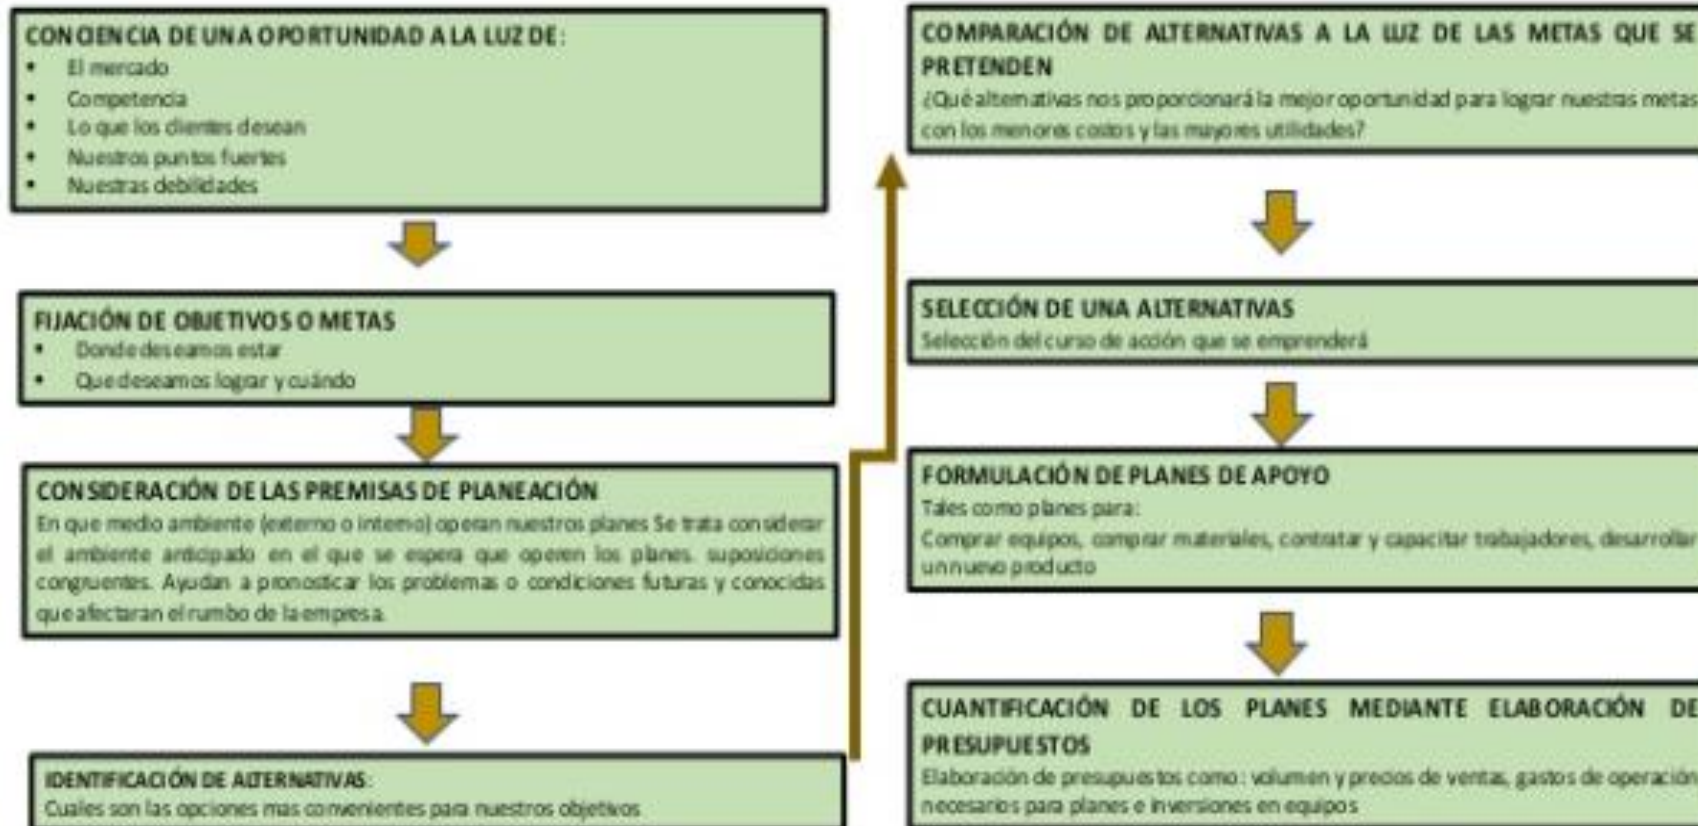 CONCIENCIA DE UNA OPORTUNIDAD A LA LUZ DE:
• El mercado
• Competencia
• Lo que los clientes desean
• Nuestros puntos fuertes
• Nuestras debilidades
FIJACIÓN DE OBJETIVOS O METAS
• Donde deseamos estar
• Que deseamos lograr y cuándo
CONSIDERACIÓN DE LAS PREMISAS DE PLANEACIÓN
En que medio ambiente (externo o interno) operan nuestros planes Se trata considerar
el ambiente anticipado en el que se espera que operen los planes. suposiciones
congruentes. Ayudan a pronosticar los problemas o condiciones futuras y conocidas
que afectaran el rumbo de la empresa.
IDENTIFICACIÓN DE ALTERNATIVAS:
Cuales son las opciones mas convenientes para nuestros objetivos
COMPARACIÓN DE ALTERNATIVAS A LA LUZ DE LAS METAS QUE SE
PRETENDEN
¿Qué alternativas nos proporcionará la mejor oportunidad para lograr nuestras metas
con los menores costos y las mayores utilidades?
SELECCIÓN DE UNA ALTERNATIVAS
Selección del curso de acción que se emprenderá
FORMULACIÓN DE PLANES DE APOYO
Tales como planes para:
Comprar equipos, comprar materiales, contratar y capacitar trabajadores, desarrollar
un nuevo producto
CUANTIFICACIÓN DE LOS PLANES MEDIANTE ELABORACIÓN DE
PRESUPUESTOS
Elaboración de presupuestos como: volumen y precios de ventas, gastos de operación
necesarios para planes e inversiones en equipos